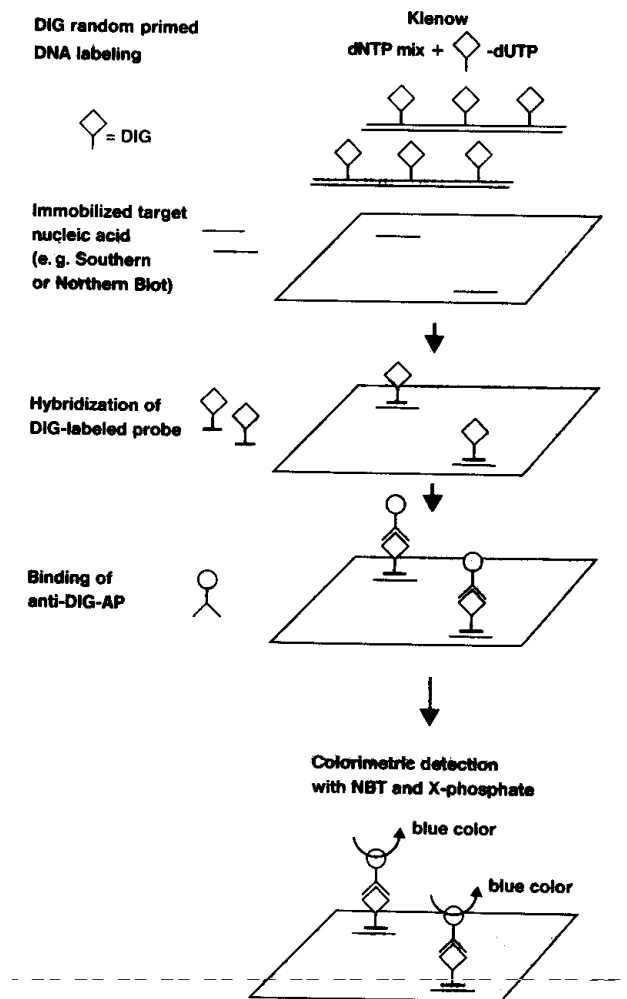 DIG random primed
DNA labeling
Klenow
dNTP mix + -dUTP
= DIG
Immobilized target
nucleic acid
(e. g. Southern
or Northern Blot)
Hybridization of
DIG-labeled probe
Binding of
anti-DIG-AP
Colorimetric detection
with NBT and X-phosphate
blue color
blue color